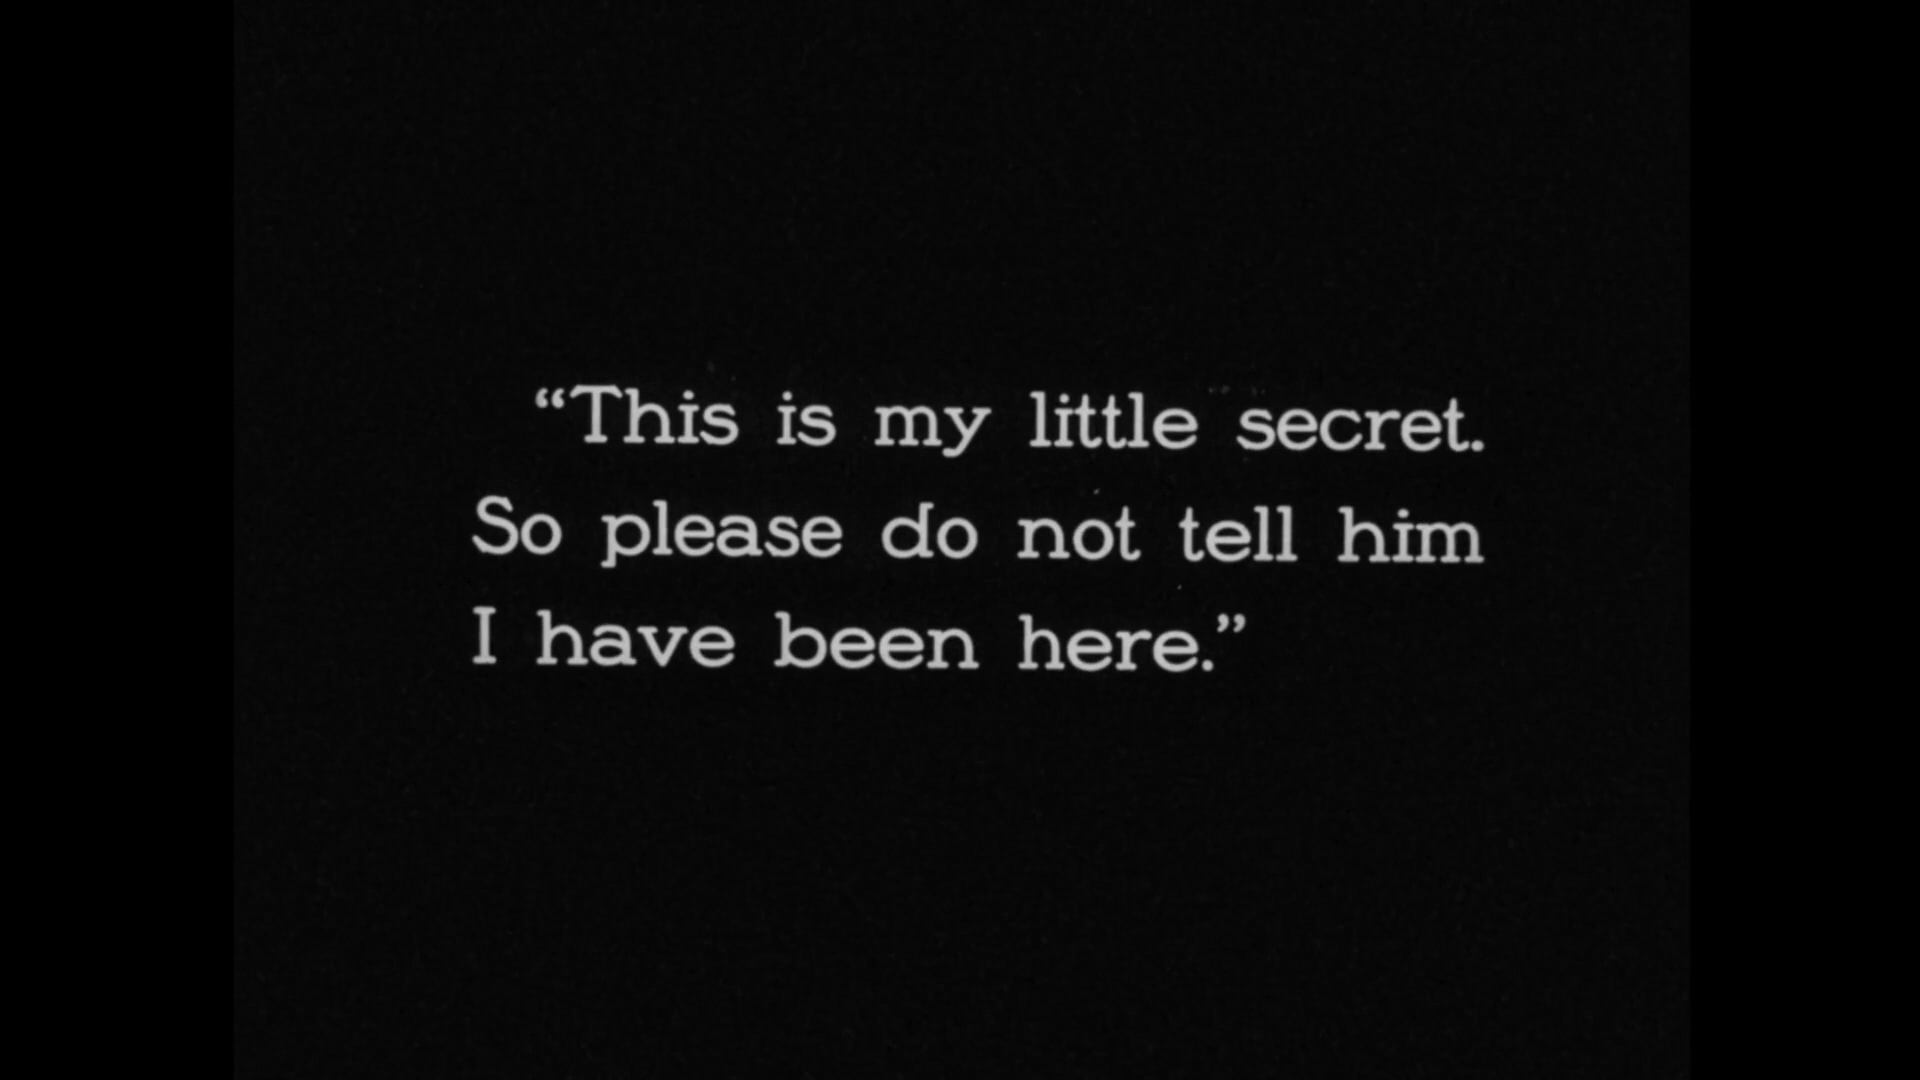 “This is my little secret.
So please do not tell him
I have been here.”